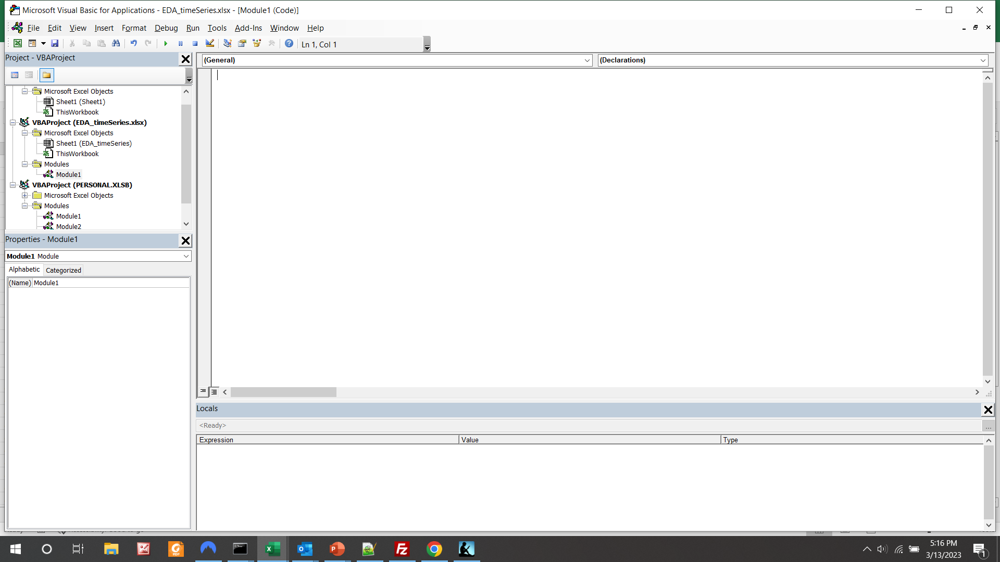 Microsoft Visual Basic for Applications - EDA_timeSeries.xlsx - [Module1 (Code)]
File Edit View Insert Format Debug Run Tools Add-Ins Window Help
Ln 1, Col 1
Project - VBAProject
(General)
(Declarations)
Microsoft Excel Objects
Sheet1 (Sheet1)
ThisWorkbook
VBAProject (EDA_timeSeries.xlsx)
Microsoft Excel Objects
Sheet1 (EDA_timeSeries)
ThisWorkbook
Modules
Module1
VBAProject (PERSONAL.XLSB)
Microsoft Excel Objects
Modules
Module1
Module2
Properties - Module1
Module1 Module
Alphabetic Categorized
(Name) Module1
Locals
<Ready>
...
Expression Value Type
5:16 PM
3/13/2023
1